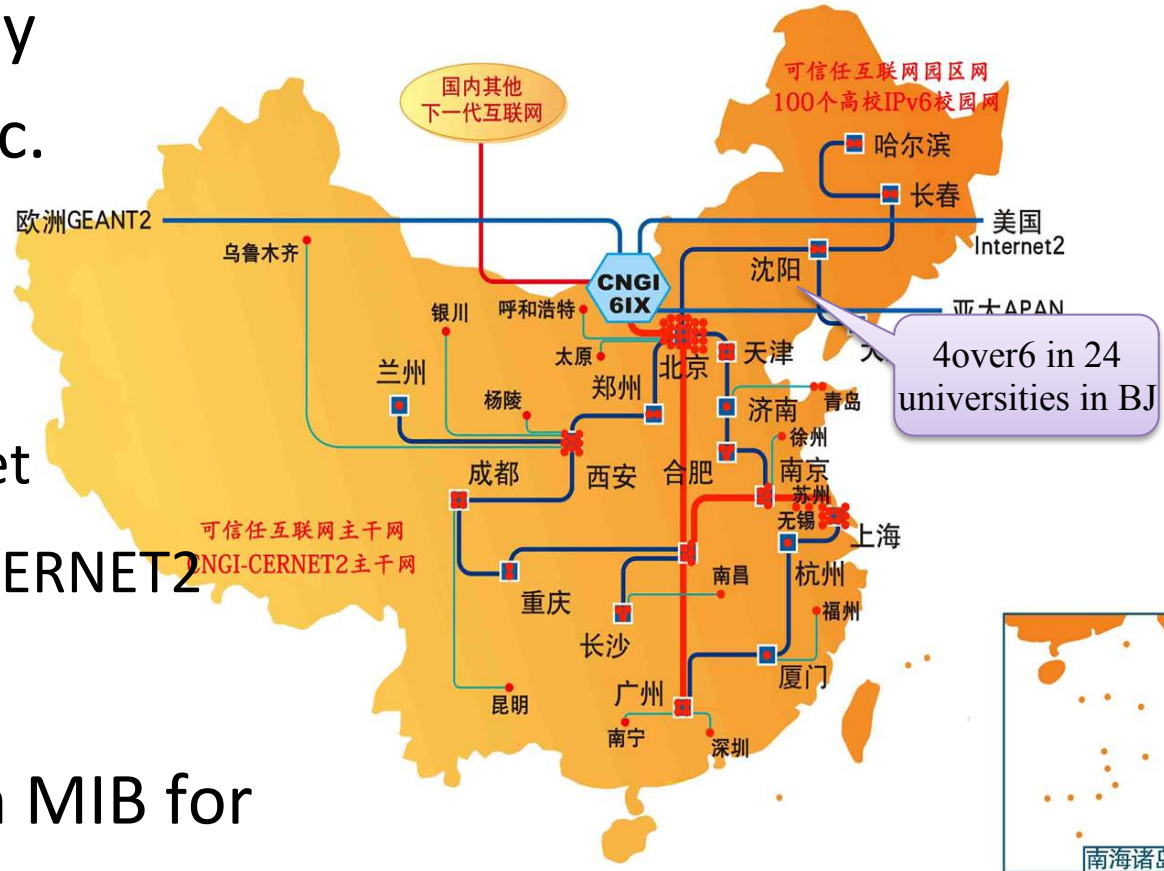 y
c.
et
ERNET2
n MIB for
国内其他
下一代互联网
可信任互联网园区网
100个高校IPv6校园网
哈尔滨
长春
欧洲GEANT2
美国
Internet2
乌鲁木齐
沈阳
CNGI
6IX
银川
呼和浩特
亚太APAN
太原
北京
天津
4over6 in 24
universities in BJ
兰州
郑州
杨陵
济南
青岛
徐州
成都
西安
合肥
南京
苏州
无锡
上海
可信任互联网主干网
CNGI-CERNET2主干网
重庆
南昌
杭州
长沙
福州
厦门
广州
昆明
南宁
深圳
南海诸岛